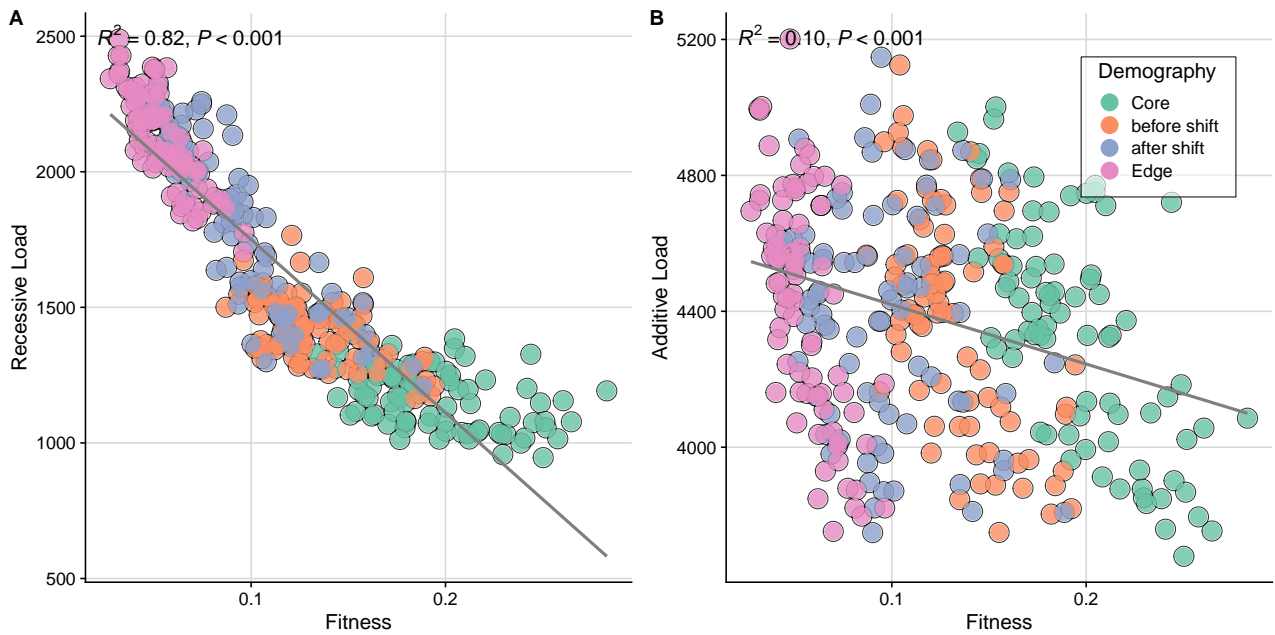 A
R² = 0.82, P < 0.001
2500
2000
1500
1000
500
Recessive Load
0.1
0.2
Fitness
B
R² = 0.10, P < 0.001
5200
4800
4400
4000
Additive Load
0.1
0.2
Fitness
Demography
Core
before shift
after shift
Edge